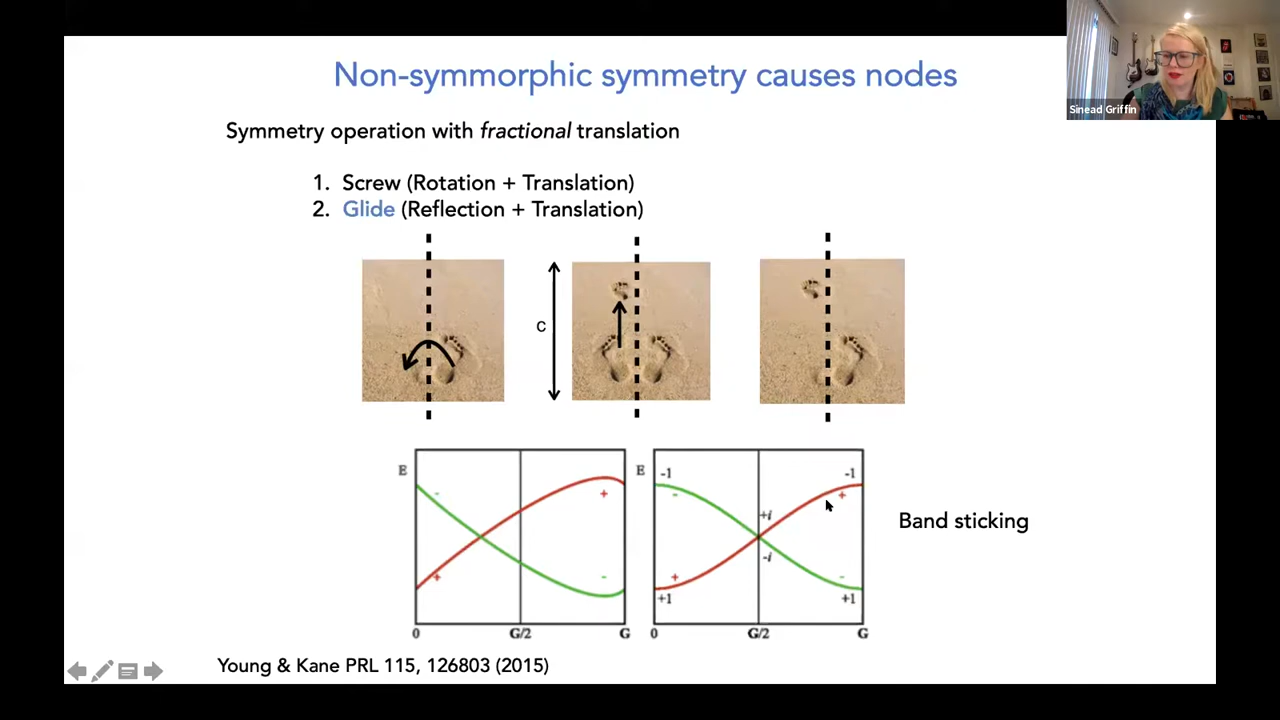 Non-symmorphic symmetry causes nodes
Sinead Griffin
Symmetry operation with fractional translation
1. Screw (Rotation + Translation)
2. Glide (Reflection + Translation)
C
E
-
+
+
-
0
G/2
G
E
-1
-
+i
-i
+
+1
-1
+
-
+1
0
G/2
G
Band sticking
Young & Kane PRL 115, 126803 (2015)